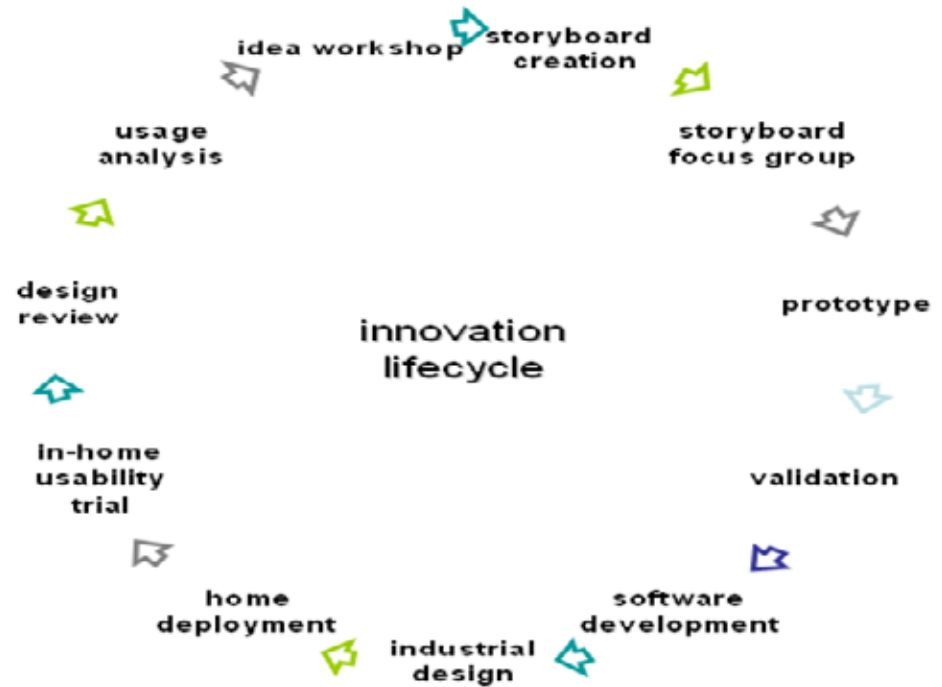 idea workshop
storyboard
creation
storyboard
focus group
prototype
validation
software
development
industrial
design
home
deployment
in-home
usability
trial
design
review
usage
analysis
innovation
lifecycle